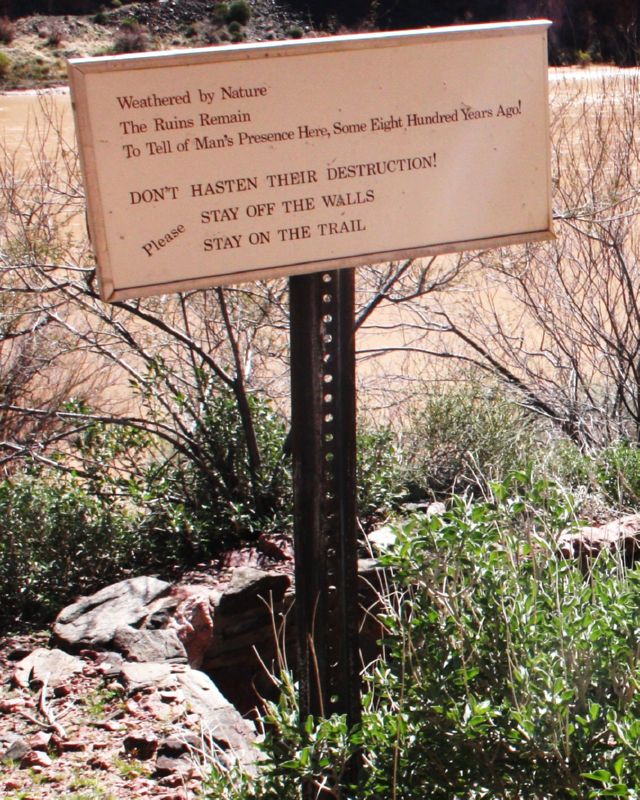 Weathered by Nature
The Ruins Remain
To Tell of Man's Presence Here, Some Eight Hundred Years Ago!
DON'T HASTEN THEIR DESTRUCTION!
Please STAY OFF THE WALLS
STAY ON THE TRAIL